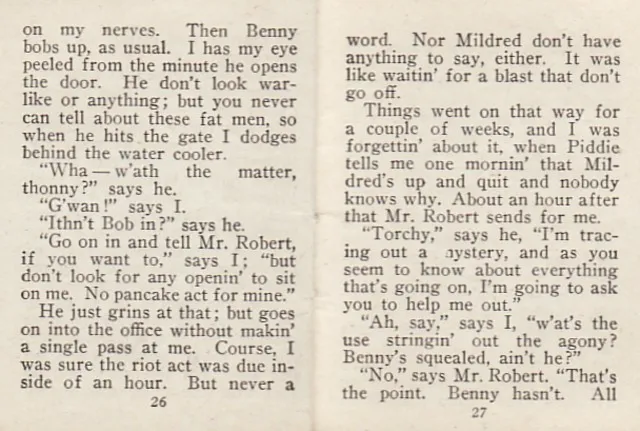 on my nerves. Then Benny
bobs up, as usual. I has my eye
peeled from the minute he opens
the door. He don't look war-
like or anything; but you never
can tell about these fat men, so
when he hits the gate I dodges
behind the water cooler.
"Wha — w'ath the matter,
thonny?" says he.
"G'wan!" says I.
"Ithn't Bob in?" says he.
"Go on in and tell Mr. Robert,
if you want to," says I; "but
don't look for any openin' to sit
on me. No pancake act for mine."
He just grins at that; but goes
on into the office without makin'
a single pass at me. Course, I
was sure the riot act was due in-
side of an hour. But never a
26
word. Nor Mildred don't have
anything to say, either. It was
like waitin' for a blast that don't
go off.
Things went on that way for
a couple of weeks, and I was
forgettin' about it, when Piddie
tells me one mornin' that Mil-
dred's up and quit and nobody
knows why. About an hour after
that Mr. Robert sends for me.
"Torchy," says he, "I'm trac-
ing out a mystery, and as you
seem to know about everything
that's going on, I'm going to ask
you to help me out."
"Ah, say," says I, "w'at's the
use stringin' out the agony?
Benny's squealed, ain't he?"
"No," says Mr. Robert. "That's
the point. Benny hasn't. All
27